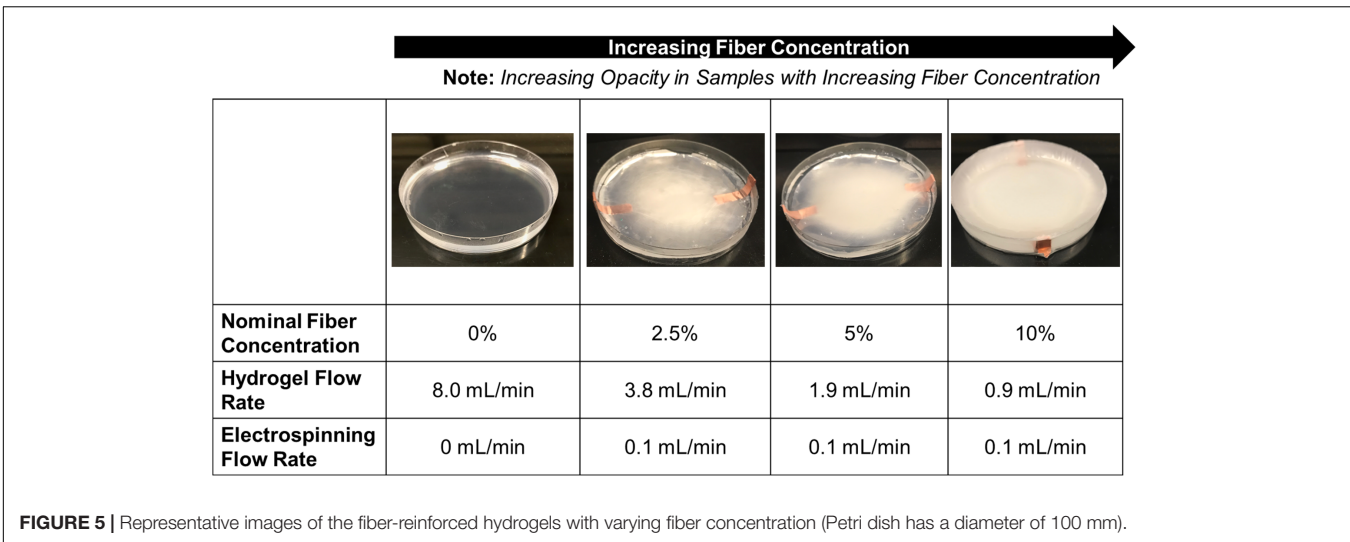 Increasing Fiber Concentration
Note: Increasing Opacity in Samples with Increasing Fiber Concentration
Nominal Fiber
Concentration
0%
2.5%
5%
10%
Hydrogel Flow
Rate
8.0 mL/min
3.8 mL/min
1.9 mL/min
0.9 mL/min
Electrospinning
Flow Rate
0 mL/min
0.1 mL/min
0.1 mL/min
0.1 mL/min
FIGURE 5 | Representative images of the fiber-reinforced hydrogels with varying fiber concentration (Petri dish has a diameter of 100 mm).